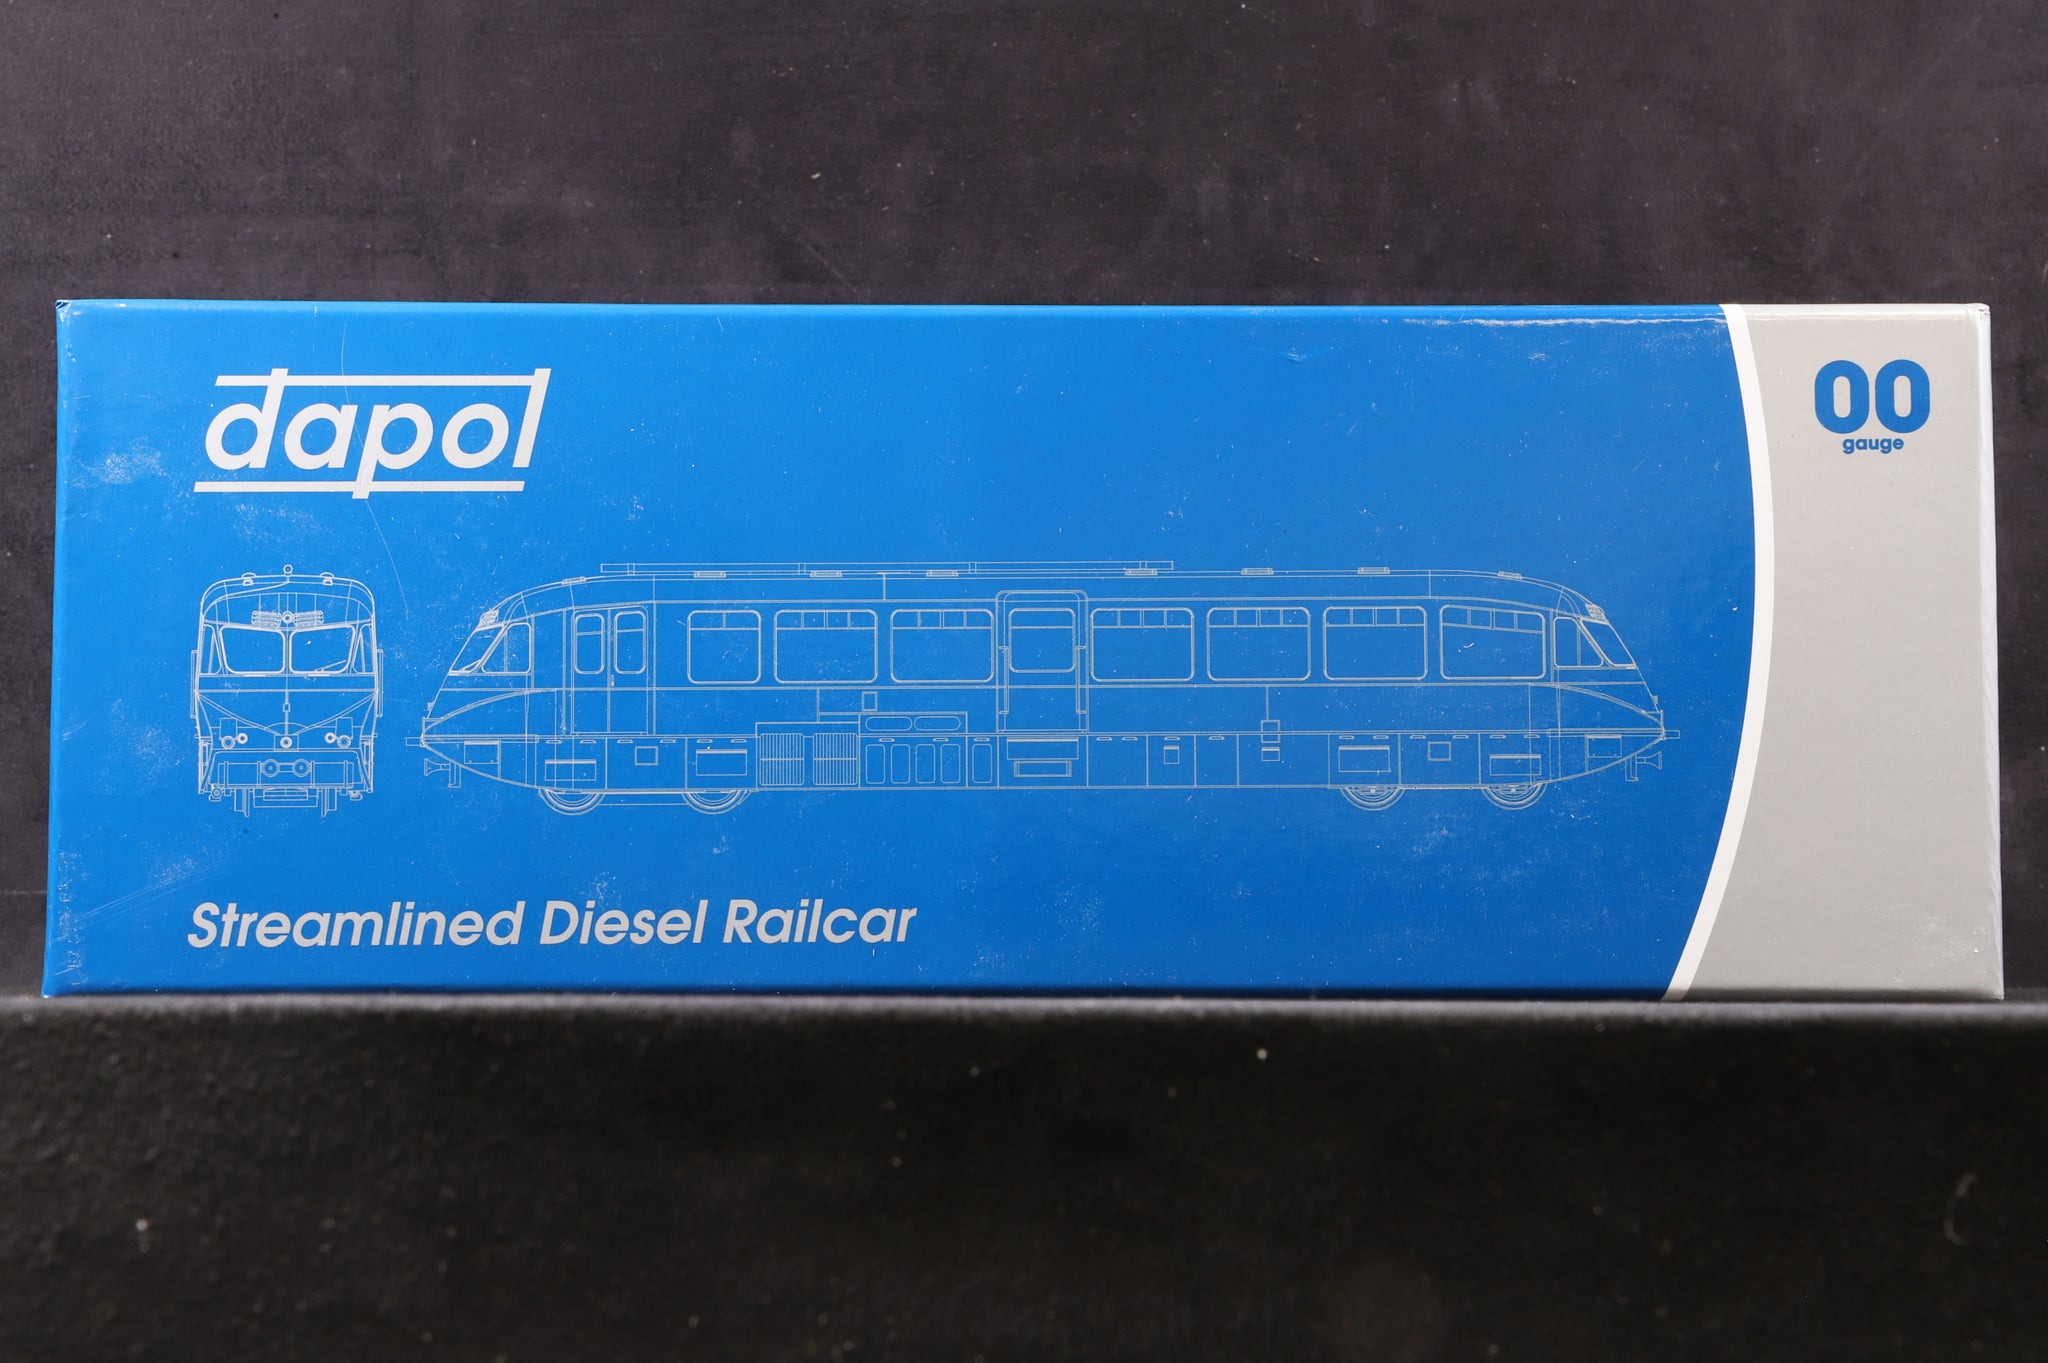 dapol
00
gauge
Streamlined Diesel Railcar